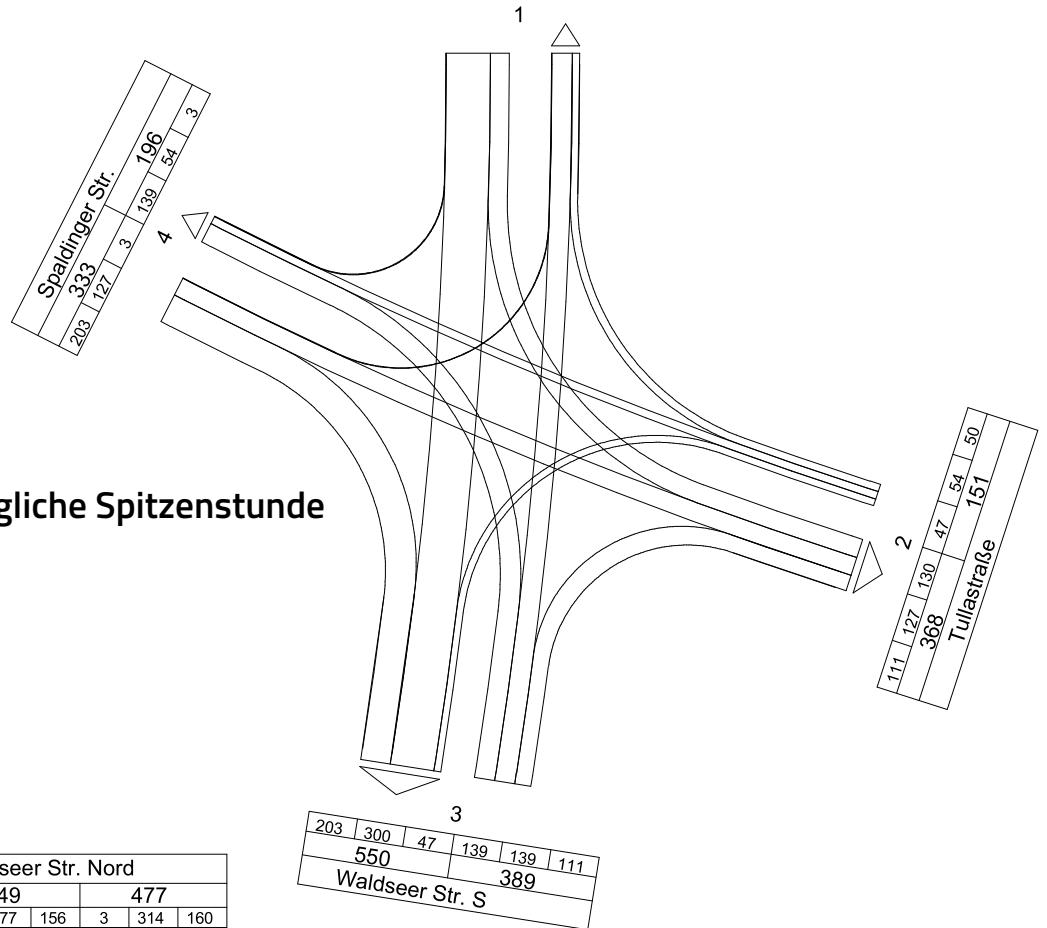 1
Spaldinger Str.
333 196
203 127 3 139 54 3
4
gliche Spitzenstunde
2
111 127 130 47 54 50
368 151
Tullastraße
3
203 300 47 139 139 111
550 389
Waldseer Str. S
seer Str. Nord
49 477
77 156 3 314 160